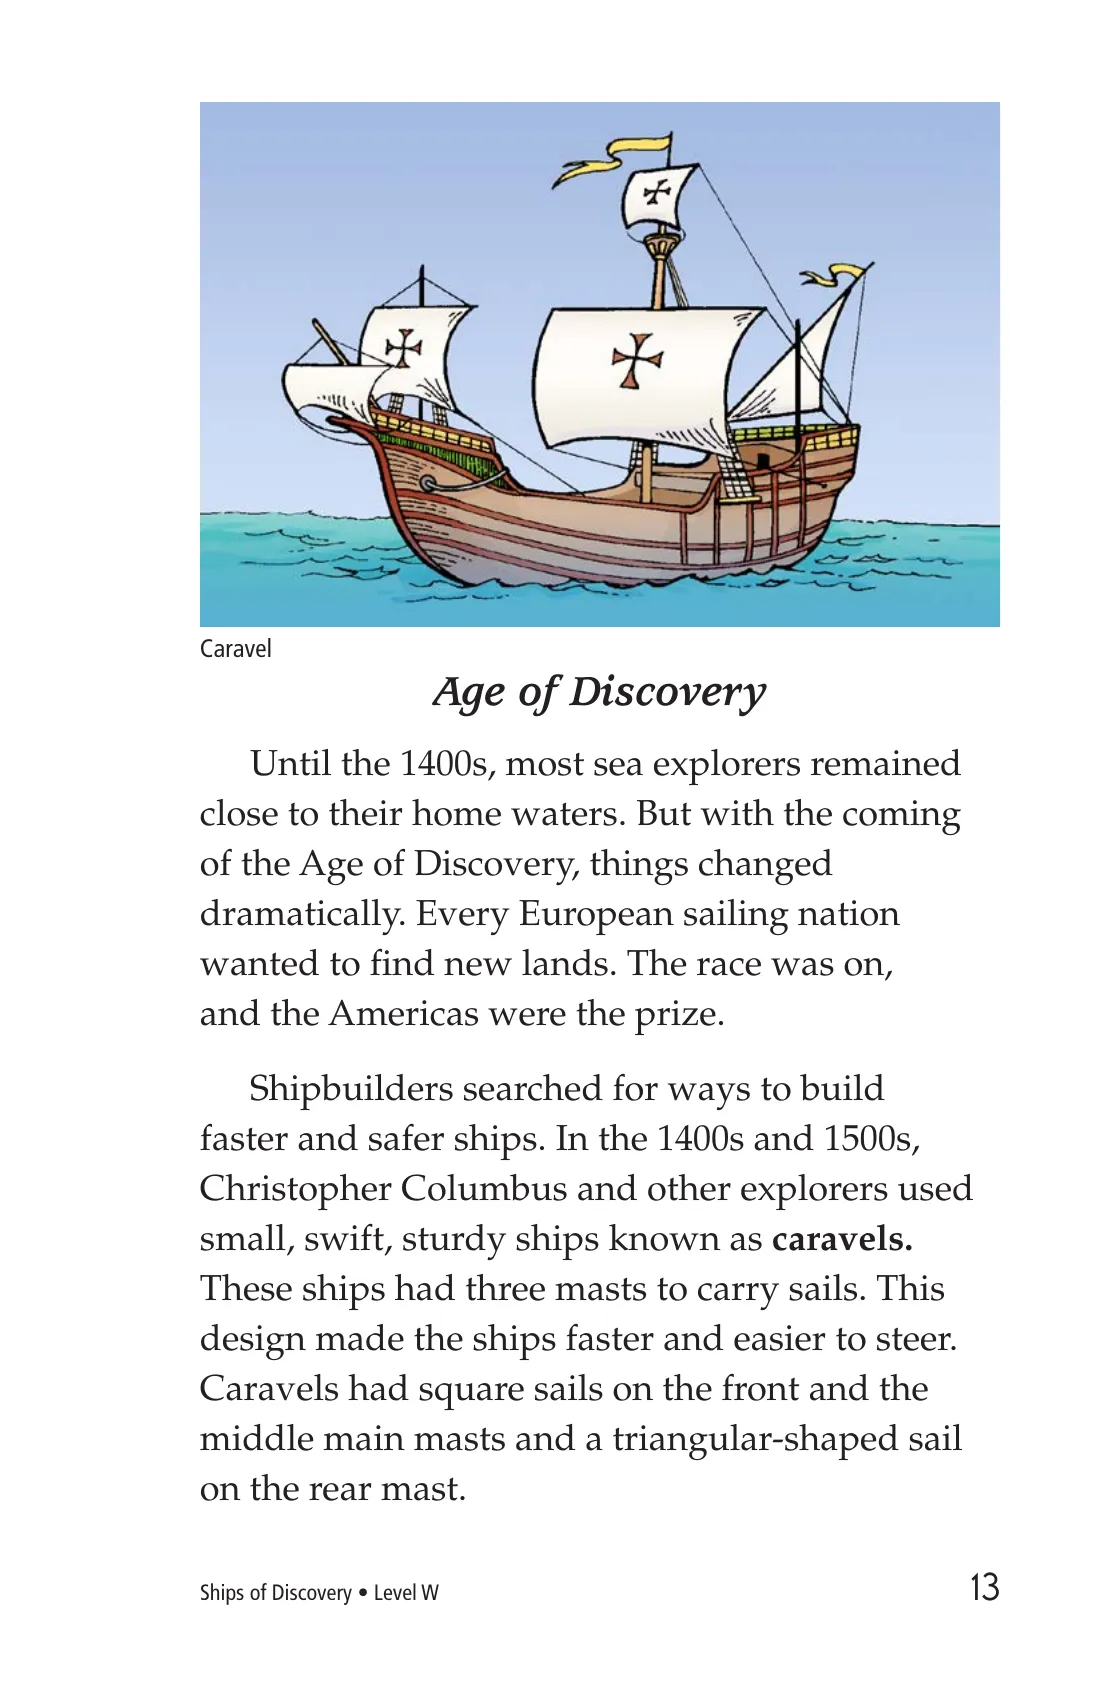 Caravel
Age of Discovery
Until the 1400s, most sea explorers remained
close to their home waters. But with the coming
of the Age of Discovery, things changed
dramatically. Every European sailing nation
wanted to find new lands. The race was on,
and the Americas were the prize.
Shipbuilders searched for ways to build
faster and safer ships. In the 1400s and 1500s,
Christopher Columbus and other explorers used
small, swift, sturdy ships known as caravels.
These ships had three masts to carry sails. This
design made the ships faster and easier to steer.
Caravels had square sails on the front and the
middle main masts and a triangular-shaped sail
on the rear mast.
Ships of Discovery • Level W
13